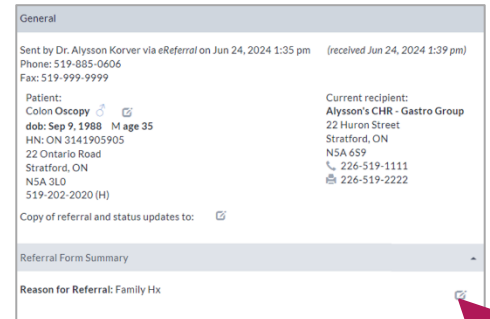 General
Sent by Dr. Alysson Korver via eReferral on Jun 24, 2024 1:35 pm (received Jun 24, 2024 1:39 pm)
Phone: 519-885-0606
Fax: 519-999-9999
Patient:
Colon Oscopy
dob: Sep 9, 1988 M age 35
HN: ON 3141905905
22 Ontario Road
Stratford, ON
N5A 3L0
519-202-2020 (H)
Current recipient:
Alysson's CHR - Gastro Group
22 Huron Street
Stratford, ON
N5A 6S9
226-519-1111
226-519-2222
Copy of referral and status updates to:
Referral Form Summary
Reason for Referral: Family Hx